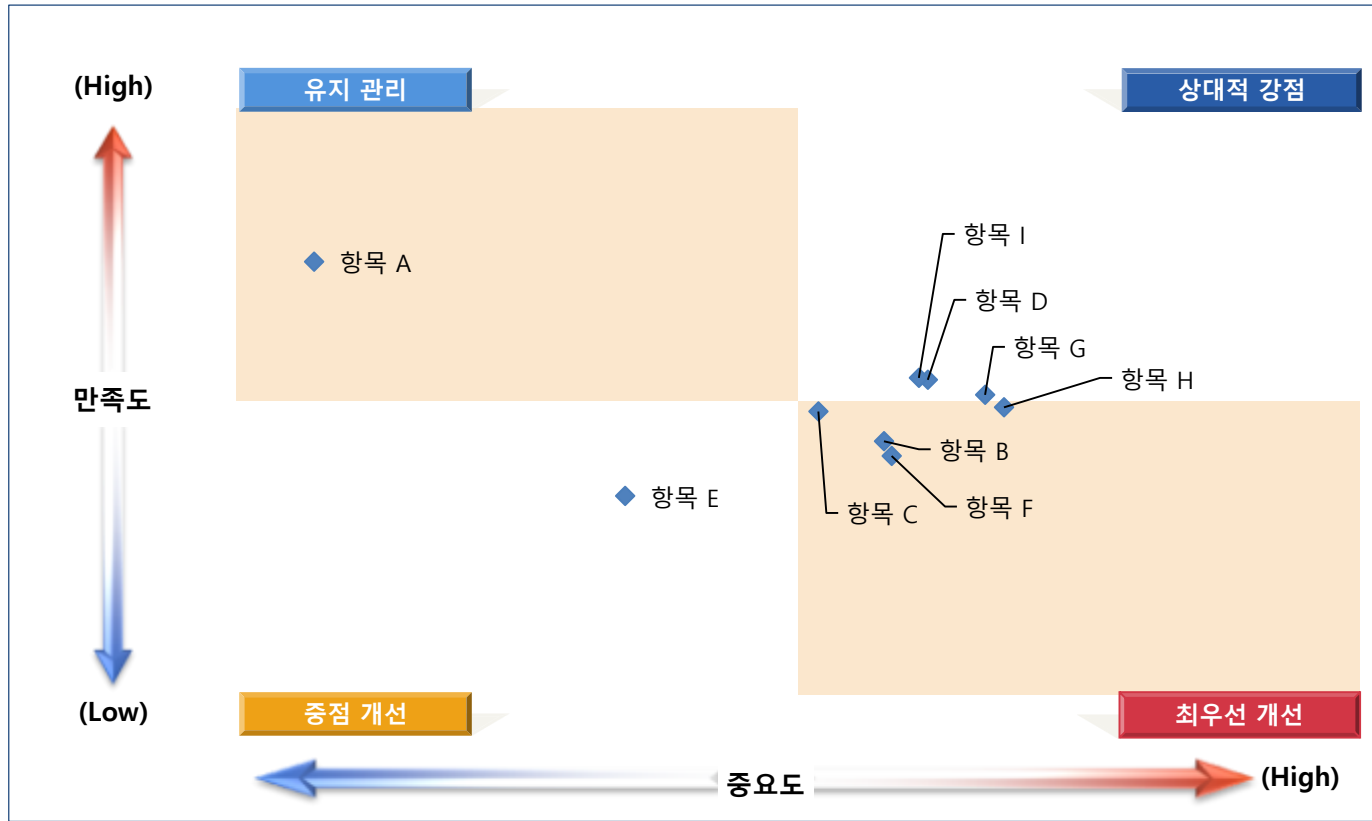 (High)
유지 관리
상대적 강점
항목 I
항목 A
항목 D
항목 G
항목 H
만족도
항목 B
항목 E
항목 C
항목 F
(Low)
중점 개선
최우선 개선
중요도
(High)